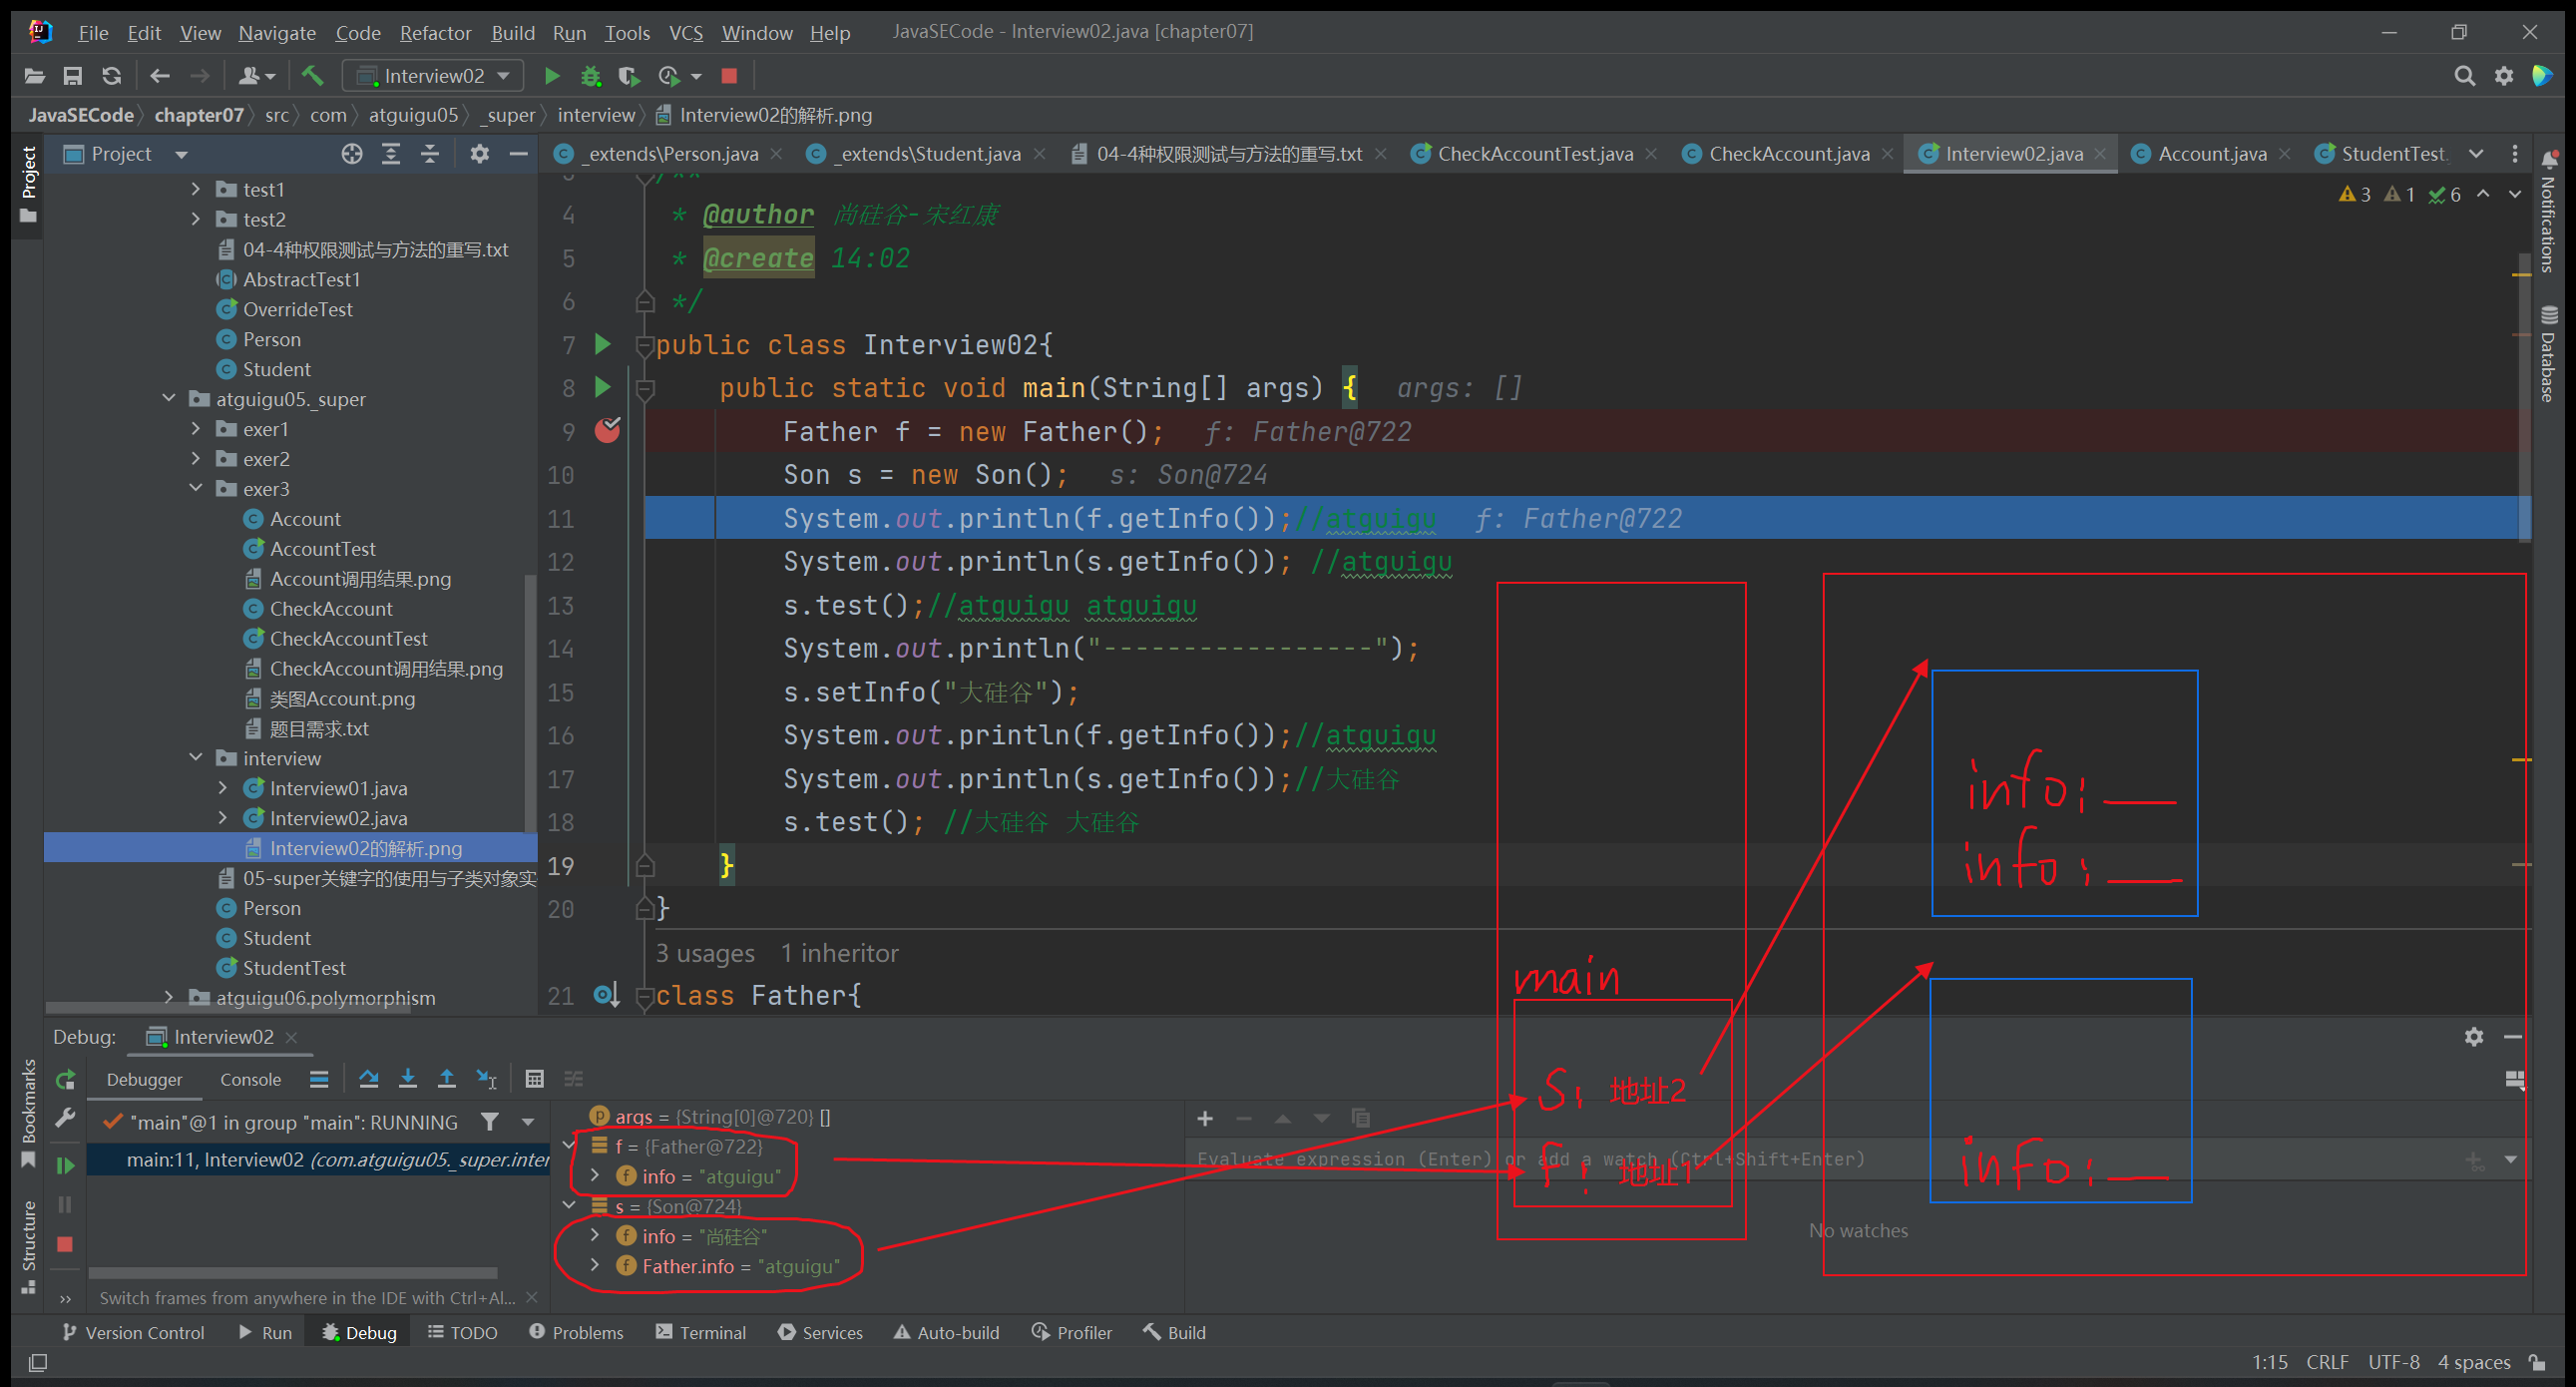 File Edit View Navigate Code Refactor Build Run Tools VCS Window Help JavaSECode - Interview02.java [chapter07]
Interview02
JavaSECode chapter07 src com atguigu05 _super interview Interview02的解析.png
Project
Project
_extends\Person.java _extends\Student.java 04-4种权限测试与方法的重写.txt CheckAccountTest.java CheckAccount.java Interview02.java Account.java StudentTest.
Notifications
Database
3 1 6
test1
test2
04-4种权限测试与方法的重写.txt
AbstractTest1
OverrideTest
Person
Student
atguigu05._super
exer1
exer2
exer3
Account
AccountTest
Account调用结果.png
CheckAccount
CheckAccountTest
CheckAccount调用结果.png
类图Account.png
题目需求.txt
interview
Interview01.java
Interview02.java
Interview02的解析.png
05-super关键字的使用与子类对象实
Person
Student
StudentTest
atguigu06.polymorphism
/**
4 * @author 尚硅谷-宋红康
5 * @create 14:02
6 */
7 public class Interview02{
8 public static void main(String[] args) { args: []
9 Father f = new Father(); f: Father@722
10 Son s = new Son(); s: Son@724
11 System.out.println(f.getInfo());//atguigu f: Father@722
12 System.out.println(s.getInfo()); //atguigu
13 s.test();//atguigu atguigu
14 System.out.println("-----------------");
15 s.setInfo("大硅谷");
16 System.out.println(f.getInfo());//atguigu
17 System.out.println(s.getInfo());//大硅谷
18 s.test(); //大硅谷 大硅谷
19 }
20 }
3 usages 1 inheritor
21 class Father{
info:
info:
main
s: 地址2
f: 地址1
info:
Debug: Interview02
Bookmarks
Structure
Debugger Console
"main"@1 in group "main": RUNNING
main:11, Interview02 (com.atguigu05._super.inter
Switch frames from anywhere in the IDE with Ctrl+Al...
args = {String[0]@720} []
f = {Father@722}
info = "atguigu"
s = {Son@724}
info = "尚硅谷"
Father.info = "atguigu"
Evaluate expression (Enter) or add a watch (Ctrl+Shift+Enter)
No watches
Version Control Run Debug TODO Problems Terminal Services Auto-build Profiler Build
1:15 CRLF UTF-8 4 spaces